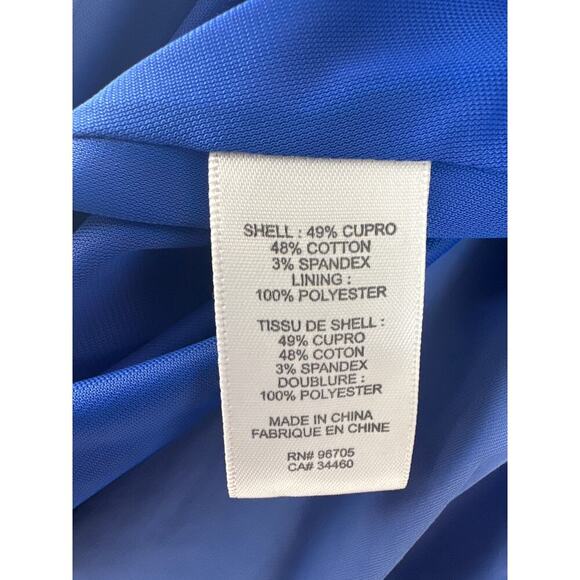 SHELL : 49% CUPRO
48% COTTON
3% SPANDEX
LINING :
100% POLYESTER
TISSU DE SHELL :
49% CUPRO
48% COTON
3% SPANDEX
DOUBLURE :
100% POLYESTER
MADE IN CHINA
FABRIQUE EN CHINE
RN# 96705
CA# 34460